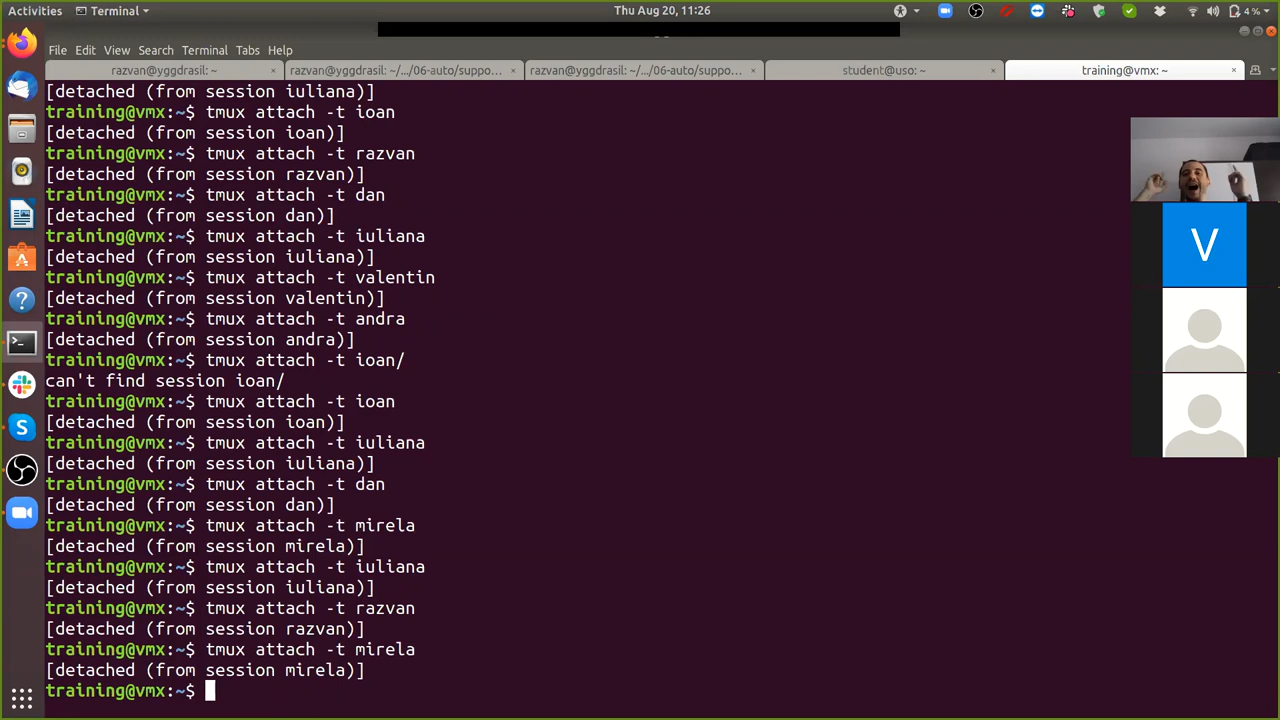 Activities Terminal Thu Aug 20, 11:26 4 %
File Edit View Search Terminal Tabs Help
razvan@yggdrasil: ~ × razvan@yggdrasil: ~/.../06-auto/suppo... × razvan@yggdrasil: ~/.../06-auto/suppo... × student@uso: ~ × training@vmx: ~ ×
[detached (from session iuliana)]
training@vmx:~$ tmux attach -t ioan
[detached (from session ioan)]
training@vmx:~$ tmux attach -t razvan
[detached (from session razvan)]
training@vmx:~$ tmux attach -t dan
[detached (from session dan)]
training@vmx:~$ tmux attach -t iuliana
[detached (from session iuliana)]
training@vmx:~$ tmux attach -t valentin
[detached (from session valentin)]
training@vmx:~$ tmux attach -t andra
[detached (from session andra)]
training@vmx:~$ tmux attach -t ioan/
can't find session ioan/
training@vmx:~$ tmux attach -t ioan
[detached (from session ioan)]
training@vmx:~$ tmux attach -t iuliana
[detached (from session iuliana)]
training@vmx:~$ tmux attach -t dan
[detached (from session dan)]
training@vmx:~$ tmux attach -t mirela
[detached (from session mirela)]
training@vmx:~$ tmux attach -t iuliana
[detached (from session iuliana)]
training@vmx:~$ tmux attach -t razvan
[detached (from session razvan)]
training@vmx:~$ tmux attach -t mirela
[detached (from session mirela)]
training@vmx:~$
V